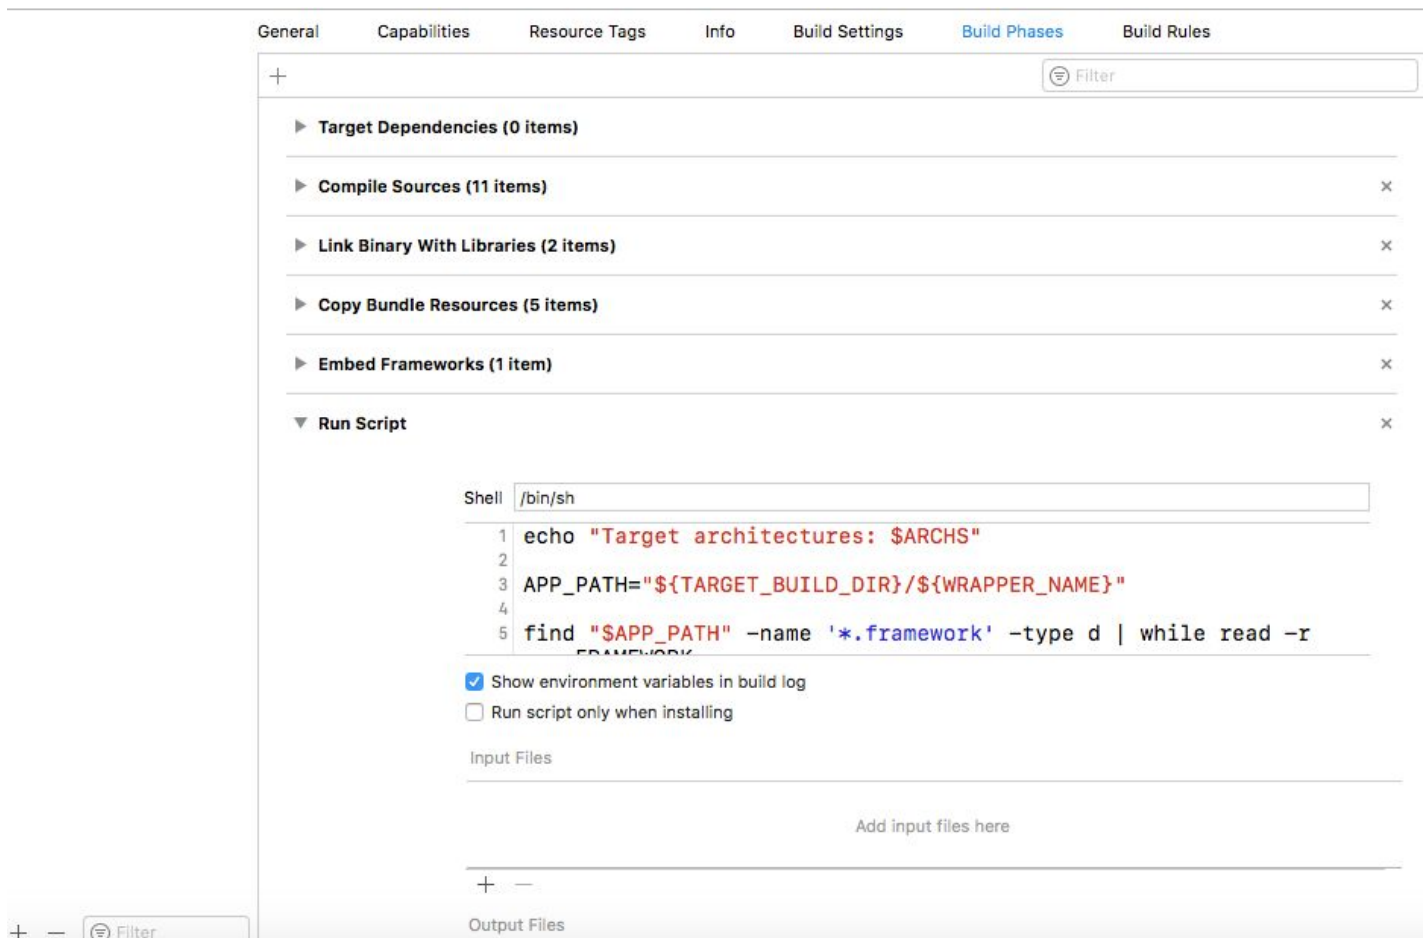 General Capabilities Resource Tags Info Build Settings Build Phases Build Rules
+ Filter
Target Dependencies (0 items)
Compile Sources (11 items) ×
Link Binary With Libraries (2 items) ×
Copy Bundle Resources (5 items) ×
Embed Frameworks (1 item) ×
Run Script ×
Shell /bin/sh
1 echo "Target architectures: $ARCHS"
2
3 APP_PATH="${TARGET_BUILD_DIR}/${WRAPPER_NAME}"
4
5 find "$APP_PATH" -name '*.framework' -type d | while read -r
FRAMEWORK
Show environment variables in build log
Run script only when installing
Input Files
Add input files here
+ −
Output Files
+ − Filter